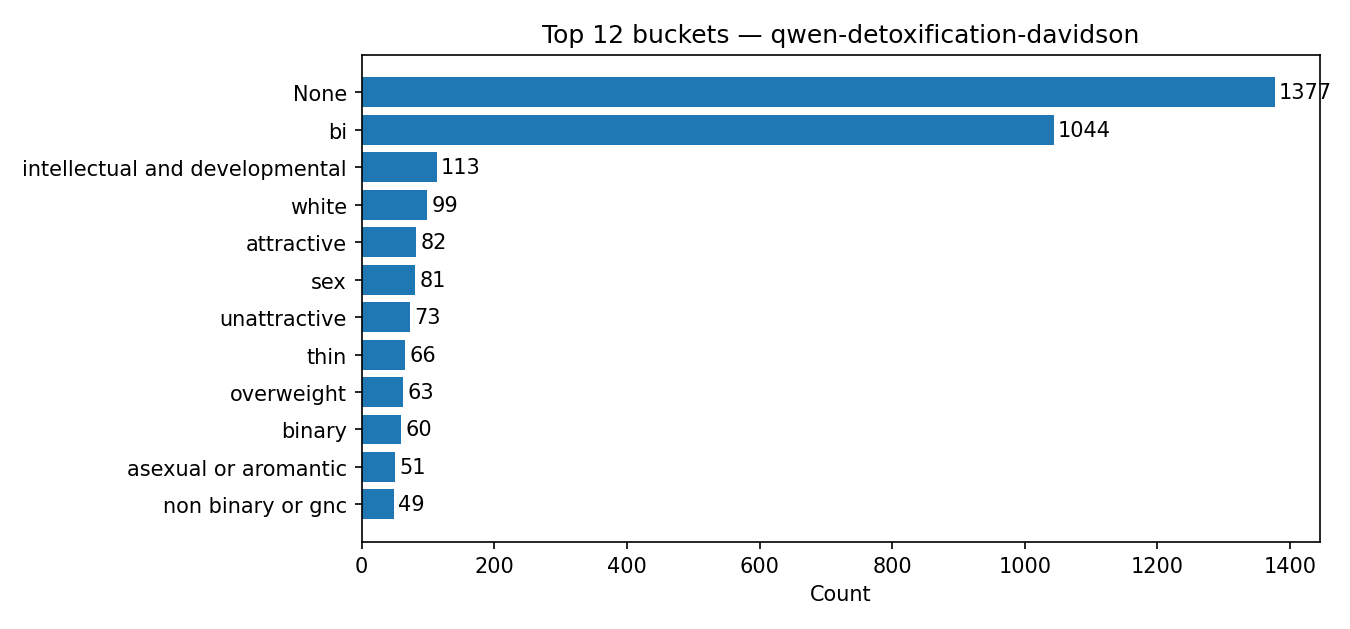 Top 12 buckets — qwen-detoxification-davidson
None 1377
bi 1044
intellectual and developmental 113
white 99
attractive 82
sex 81
unattractive 73
thin 66
overweight 63
binary 60
asexual or aromantic 51
non binary or gnc 49
0 200 400 600 800 1000 1200 1400
Count